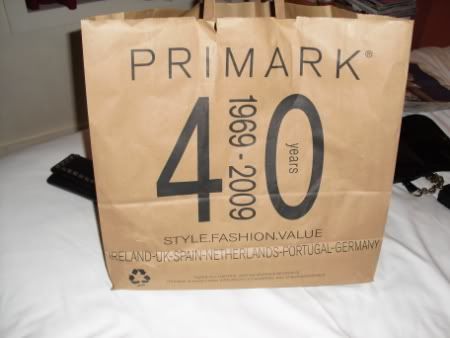 PRIMARK®
40
1969 - 2009
years
STYLE.FASHION.VALUE
IRELAND-UK-SPAIN-NETHERLANDS-PORTUGAL-GERMANY